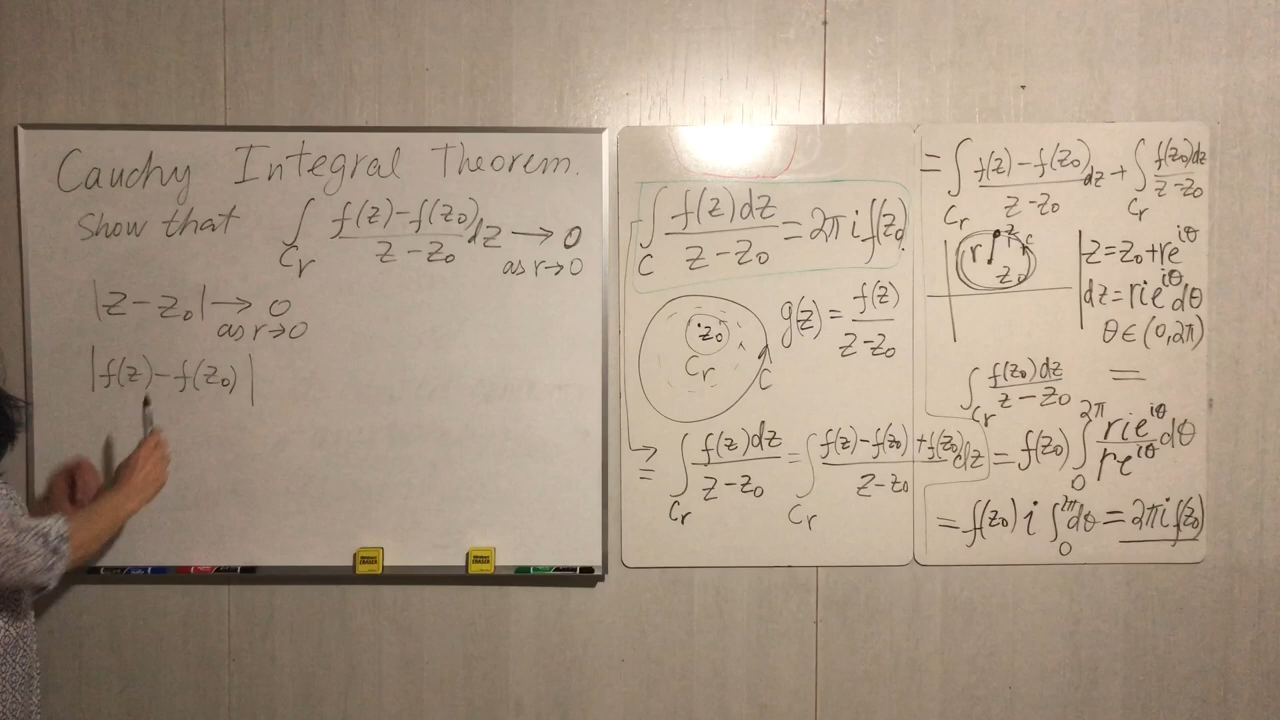 Cauchy Integral Theorem.
Show that ∫_{C_r} (f(z)-f(z₀))/(z-z₀) dz → 0 as r→0
|z-z₀| → 0 as r→0
|f(z)-f(z₀)|
∫_C f(z)dz/(z-z₀) = 2πi f(z₀).
z₀
C_r
C
g(z) = f(z)/(z-z₀)
= ∫_{C_r} f(z)dz/(z-z₀) = ∫_{C_r} (f(z)-f(z₀)+f(z₀))/(z-z₀) dz
= ∫_{C_r} (f(z)-f(z₀))/(z-z₀) dz + ∫_{C_r} f(z₀)dz/(z-z₀)
r z C_r
z₀
z = z₀+re^{iθ}
dz = rie^{iθ}dθ
θ∈(0,2π)
∫_{C_r} f(z₀)dz/(z-z₀) =
= f(z₀) ∫_0^{2π} rie^{iθ}/re^{iθ} dθ
= f(z₀) i ∫_0^{2π} dθ = 2πi f(z₀)